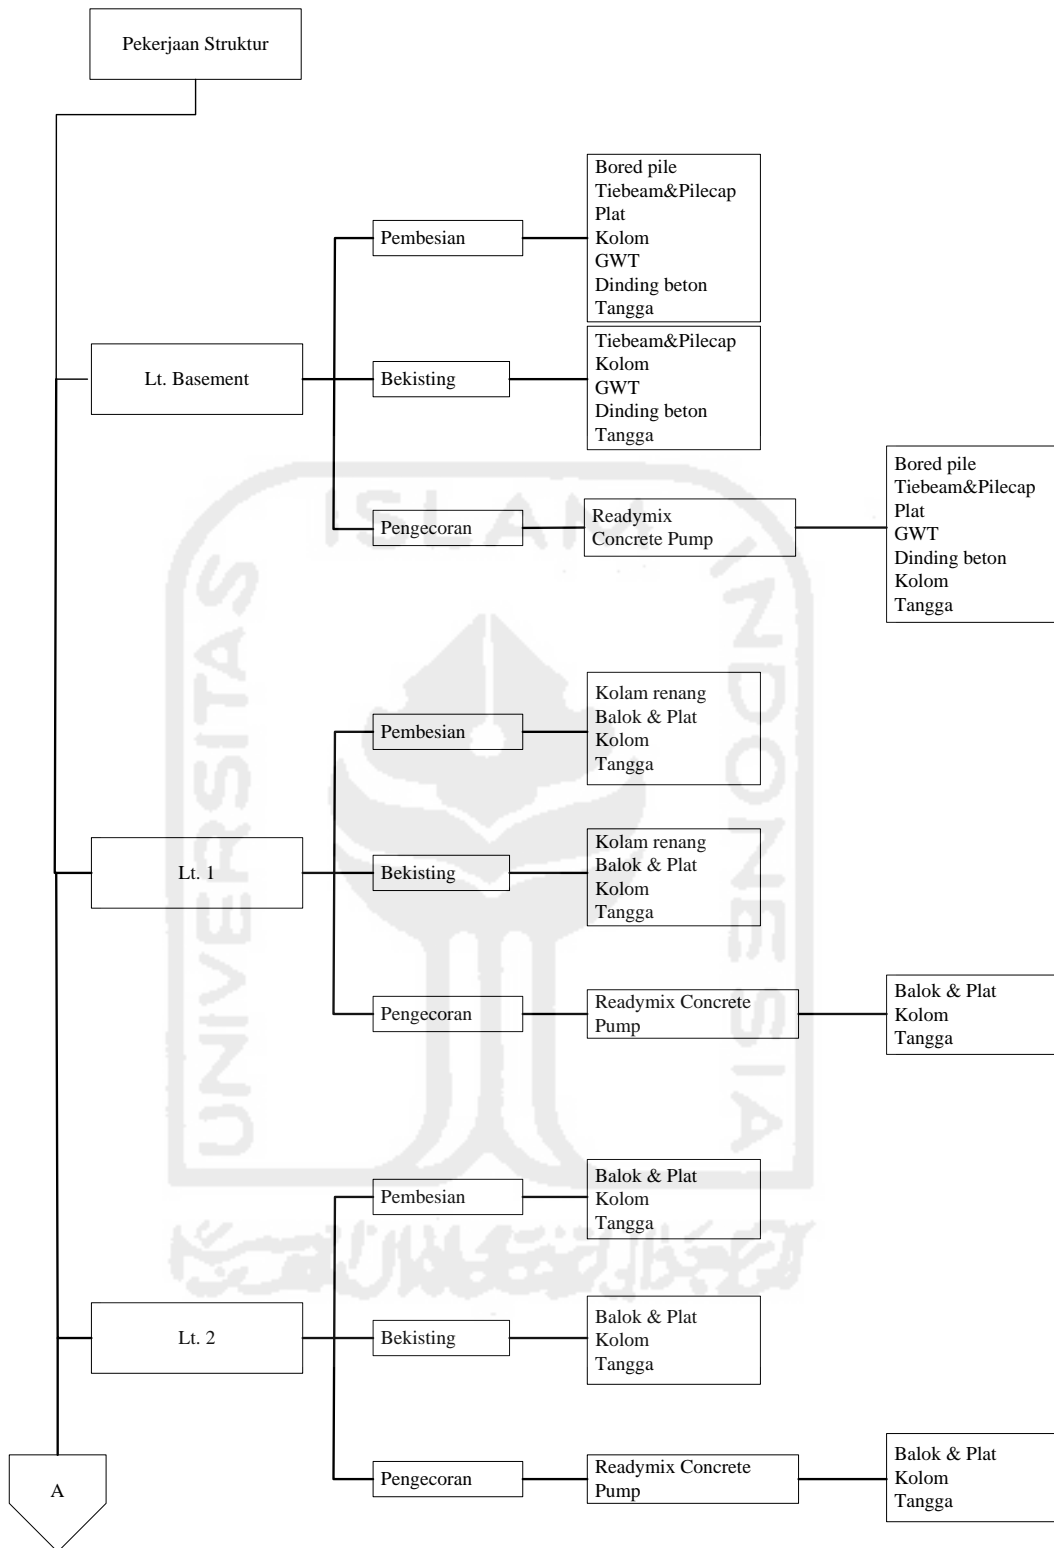 Pekerjaan Struktur
Lt. Basement
Pembesian
Bored pile
Tiebeam&Pilecap
Plat
Kolom
GWT
Dinding beton
Tangga
Bekisting
Tiebeam&Pilecap
Kolom
GWT
Dinding beton
Tangga
Pengecoran
Readymix
Concrete Pump
Bored pile
Tiebeam&Pilecap
Plat
GWT
Dinding beton
Kolom
Tangga
Lt. 1
Pembesian
Kolam renang
Balok & Plat
Kolom
Tangga
Bekisting
Kolam renang
Balok & Plat
Kolom
Tangga
Pengecoran
Readymix Concrete
Pump
Balok & Plat
Kolom
Tangga
Lt. 2
Pembesian
Balok & Plat
Kolom
Tangga
Bekisting
Balok & Plat
Kolom
Tangga
Pengecoran
Readymix Concrete
Pump
Balok & Plat
Kolom
Tangga
A
UNIVERSITAS
ISLAM
INDONESIA